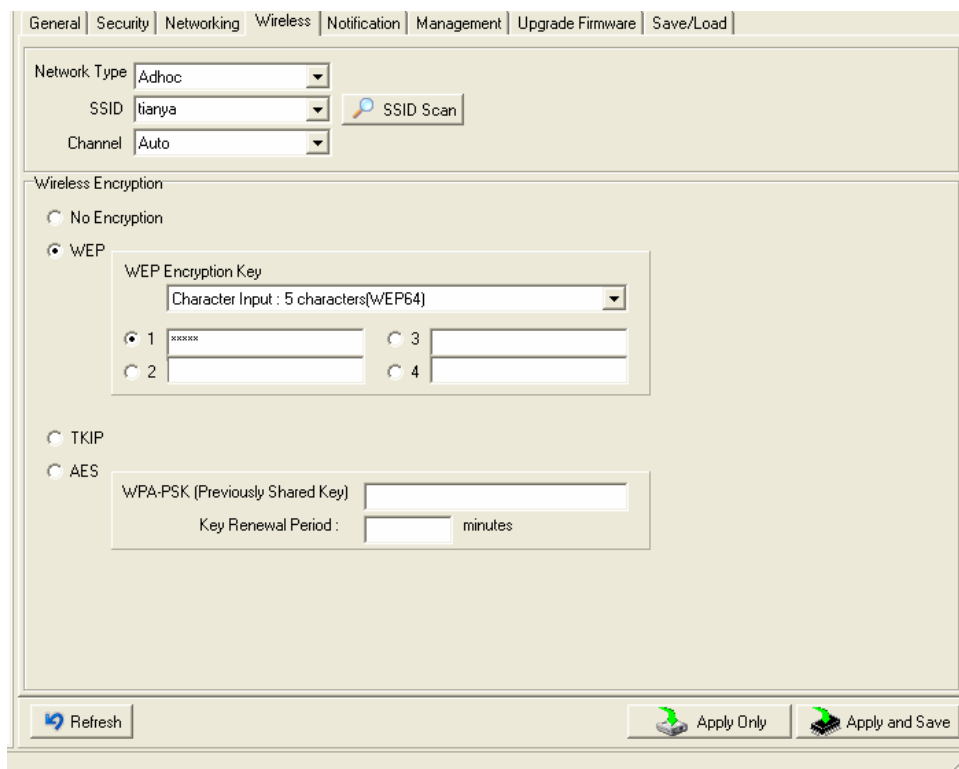 General Security Networking Wireless Notification Management Upgrade Firmware Save/Load
Network Type Adhoc
SSID tianya SSID Scan
Channel Auto
Wireless Encryption
No Encryption
WEP
WEP Encryption Key
Character Input : 5 characters(WEP64)
1 ***** 3
2 4
TKIP
AES
WPA-PSK (Previously Shared Key)
Key Renewal Period : minutes
Refresh Apply Only Apply and Save